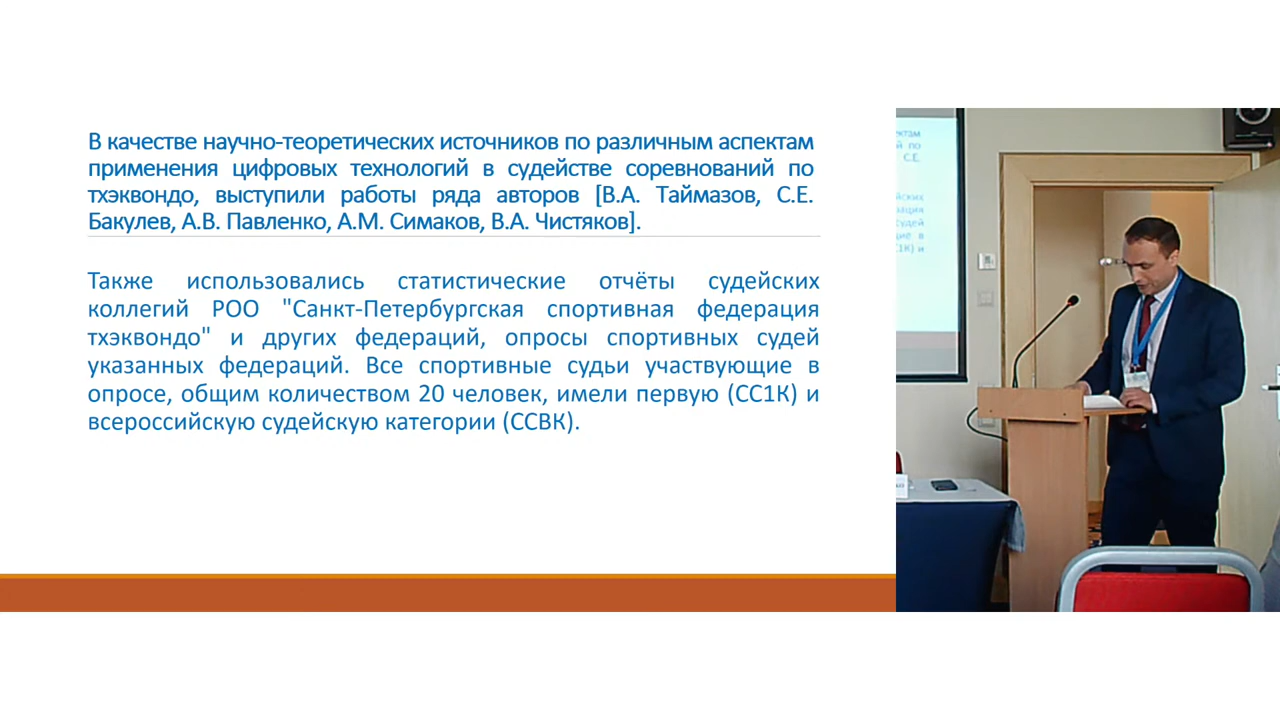 В качестве научно-теоретических источников по различным аспектам
применения цифровых технологий в судействе соревнований по
тхэквондо, выступили работы ряда авторов [В.А. Таймазов, С.Е.
Бакулев, А.В. Павленко, А.М. Симаков, В.А. Чистяков].
Также использовались статистические отчёты судейских
коллегий РОО "Санкт-Петербургская спортивная федерация
тхэквондо" и других федераций, опросы спортивных судей
указанных федераций. Все спортивные судьи участвующие в
опросе, общим количеством 20 человек, имели первую (СС1К) и
всероссийскую судейскую категории (ССВК).